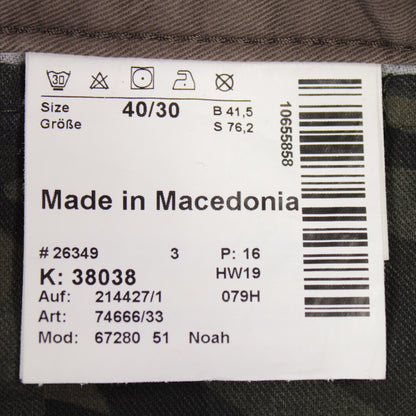 30
Size 40/30 B 41,5
Größe S 76,2
10655858
Made in Macedonia
# 26349 3 P: 16
K: 38038 HW19
Auf: 214427/1 079H
Art: 74666/33
Mod: 67280 51 Noah